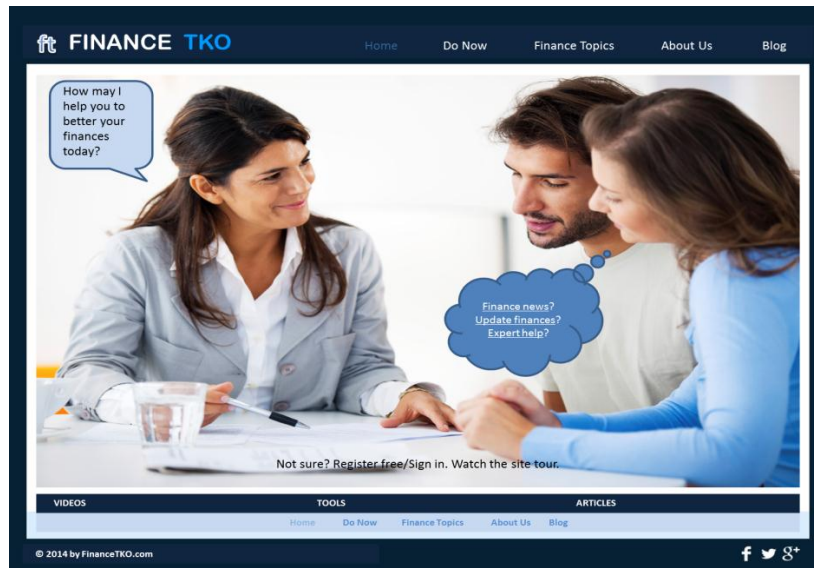 ft FINANCE TKO
Home Do Now Finance Topics About Us Blog
How may I
help you to
better your
finances
today?
Finance news?
Update finances?
Expert help?
Not sure? Register free/Sign in. Watch the site tour.
VIDEOS TOOLS ARTICLES
Home Do Now Finance Topics About Us Blog
© 2014 by FinanceTKO.com
f 8+